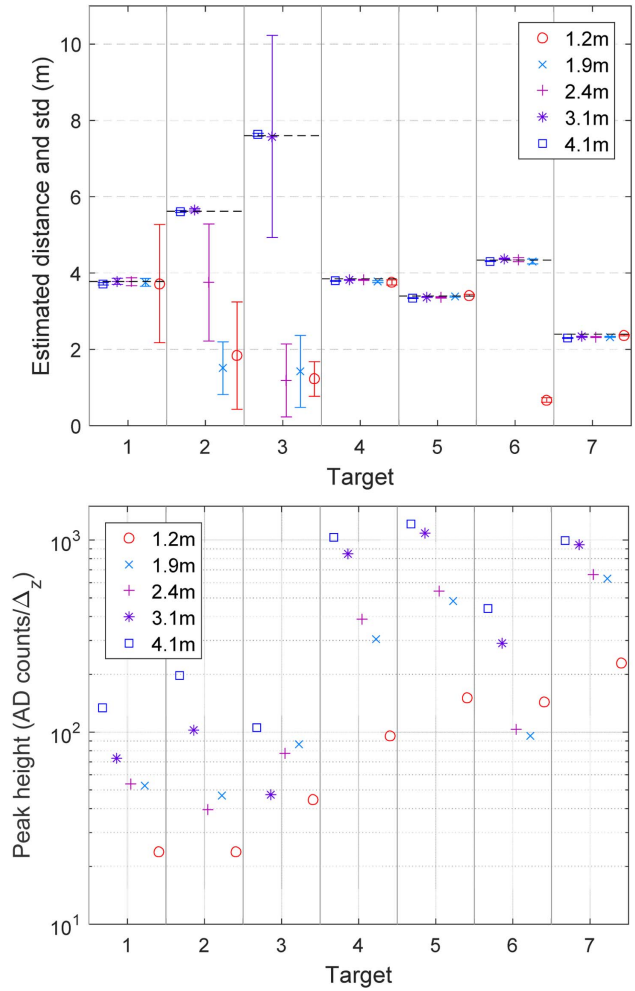 10
8
6
4
2
0
Estimated distance and std (m)
1.2m
1.9m
2.4m
3.1m
4.1m
1 2 3 4 5 6 7
Target
10³
10²
10¹
Peak height (AD counts/Δz)
1.2m
1.9m
2.4m
3.1m
4.1m
1 2 3 4 5 6 7
Target